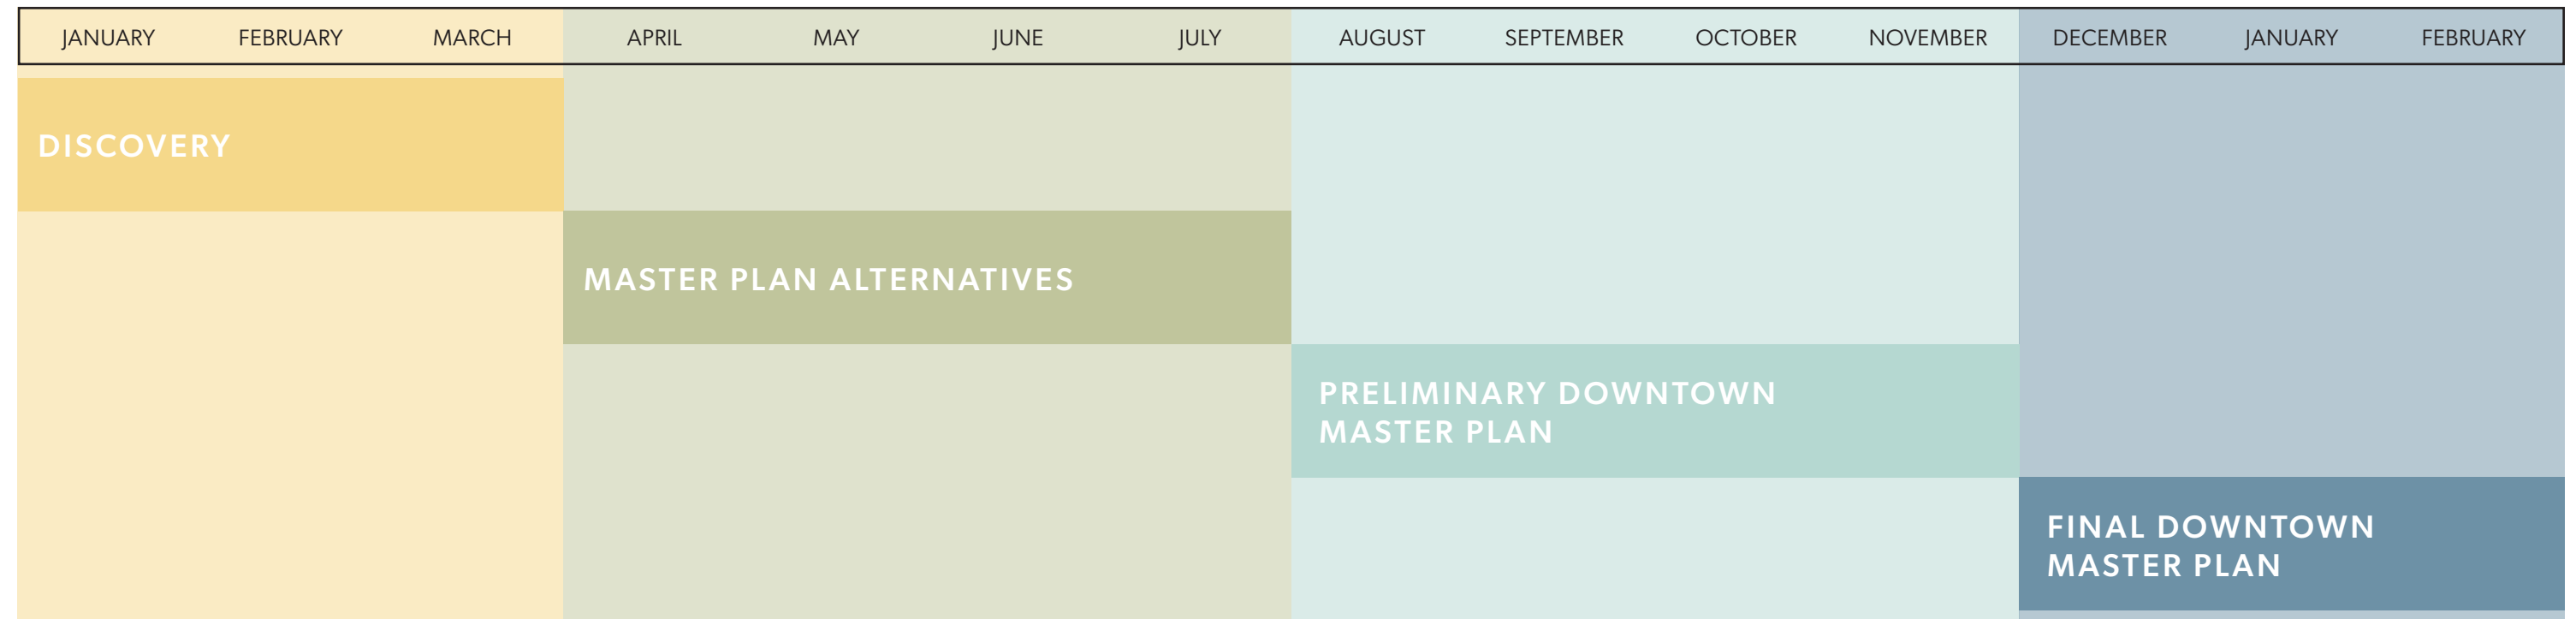 JANUARY FEBRUARY MARCH APRIL MAY JUNE JULY AUGUST SEPTEMBER OCTOBER NOVEMBER DECEMBER JANUARY FEBRUARY
DISCOVERY
MASTER PLAN ALTERNATIVES
PRELIMINARY DOWNTOWN
MASTER PLAN
FINAL DOWNTOWN
MASTER PLAN